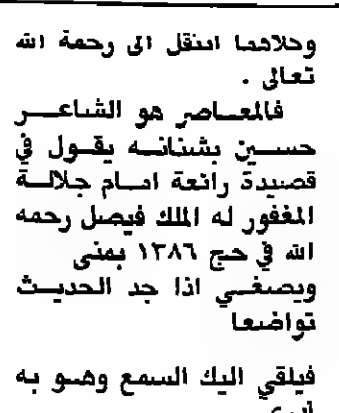 وكلاهما انتقل الى رحمة الله
تعالى .
فالمعاصر هو الشاعر
حسين يقول في
قصيدة رائعة امام جلالة
المغفور له الملك فيصل رحمه
الله في حج ١٣٨٦ بمنى
ويصغي اذا جد الحديث
تواضعا
فيلقي اليك السمع وهو به